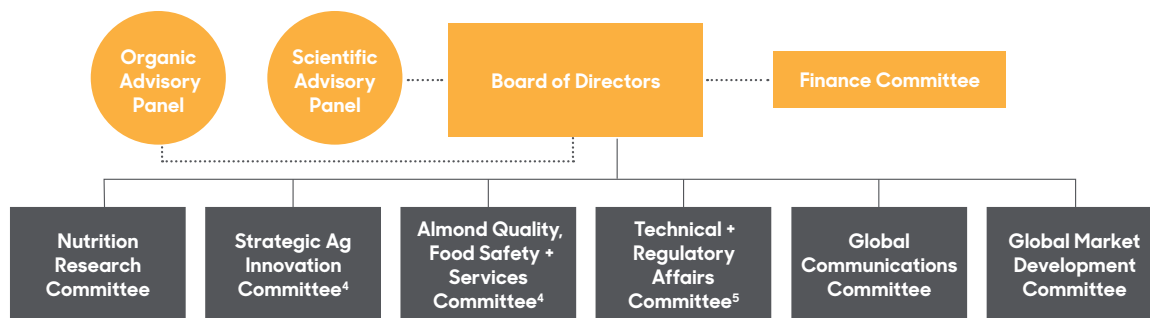 Organic
Advisory
Panel
Scientific
Advisory
Panel
Board of Directors
Finance Committee
Nutrition
Research
Committee
Strategic Ag
Innovation
Committee⁴
Almond Quality,
Food Safety +
Services
Committee⁴
Technical +
Regulatory
Affairs
Committee⁵
Global
Communications
Committee
Global Market
Development
Committee